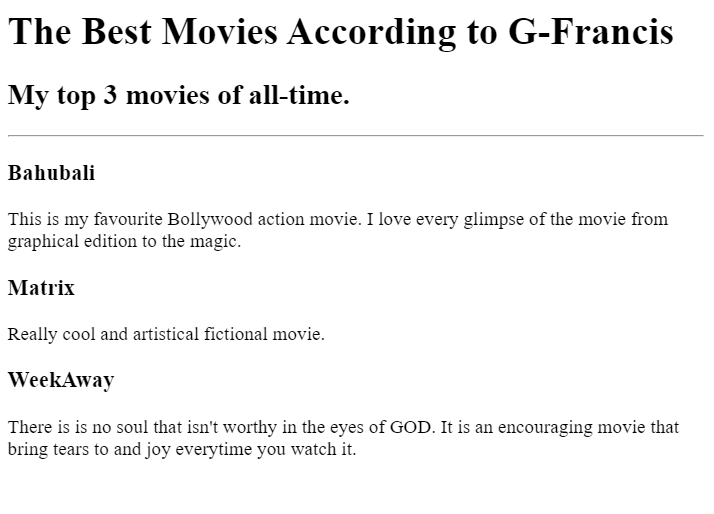 The Best Movies According to G-Francis
My top 3 movies of all-time.
Bahubali
This is my favourite Bollywood action movie. I love every glimpse of the movie from
graphical edition to the magic.
Matrix
Really cool and artistical fictional movie.
WeekAway
There is is no soul that isn't worthy in the eyes of GOD. It is an encouraging movie that
bring tears to and joy everytime you watch it.